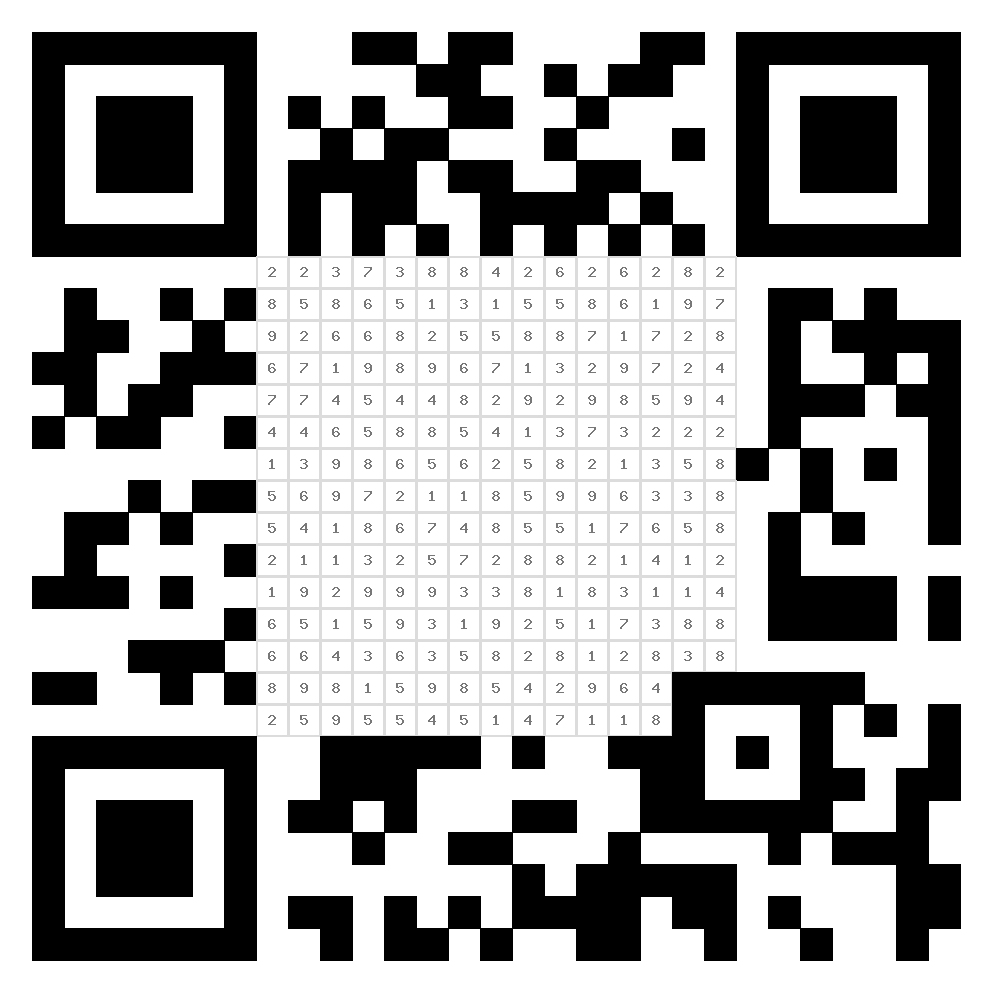 2 2 3 7 3 8 8 4 2 6 2 6 2 8 2
8 5 8 6 5 1 3 1 5 5 8 6 1 9 7
9 2 6 6 8 2 5 5 8 8 7 1 7 2 8
6 7 1 9 8 9 6 7 1 3 2 9 7 2 4
7 7 4 5 4 4 8 2 9 2 9 8 5 9 4
4 4 6 5 8 8 5 4 1 3 7 3 2 2 2
1 3 9 8 6 5 6 2 5 8 2 1 3 5 8
5 6 9 7 2 1 1 8 5 9 9 6 3 3 8
5 4 1 8 6 7 4 8 5 5 1 7 6 5 8
2 1 1 3 2 5 7 2 8 8 2 1 4 1 2
1 9 2 9 9 9 3 3 8 1 8 3 1 1 4
6 5 1 5 9 3 1 9 2 5 1 7 3 8 8
6 6 4 3 6 3 5 8 2 8 1 2 8 3 8
8 9 8 1 5 9 8 5 4 2 9 6 4
2 5 9 5 5 4 5 1 4 7 1 1 8